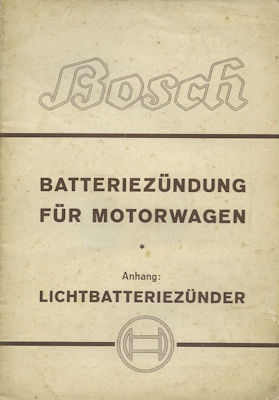 Bosch
BATTERIEZÜNDUNG
FÜR MOTORWAGEN
*
Anhang:
LICHTBATTERIEZÜNDER